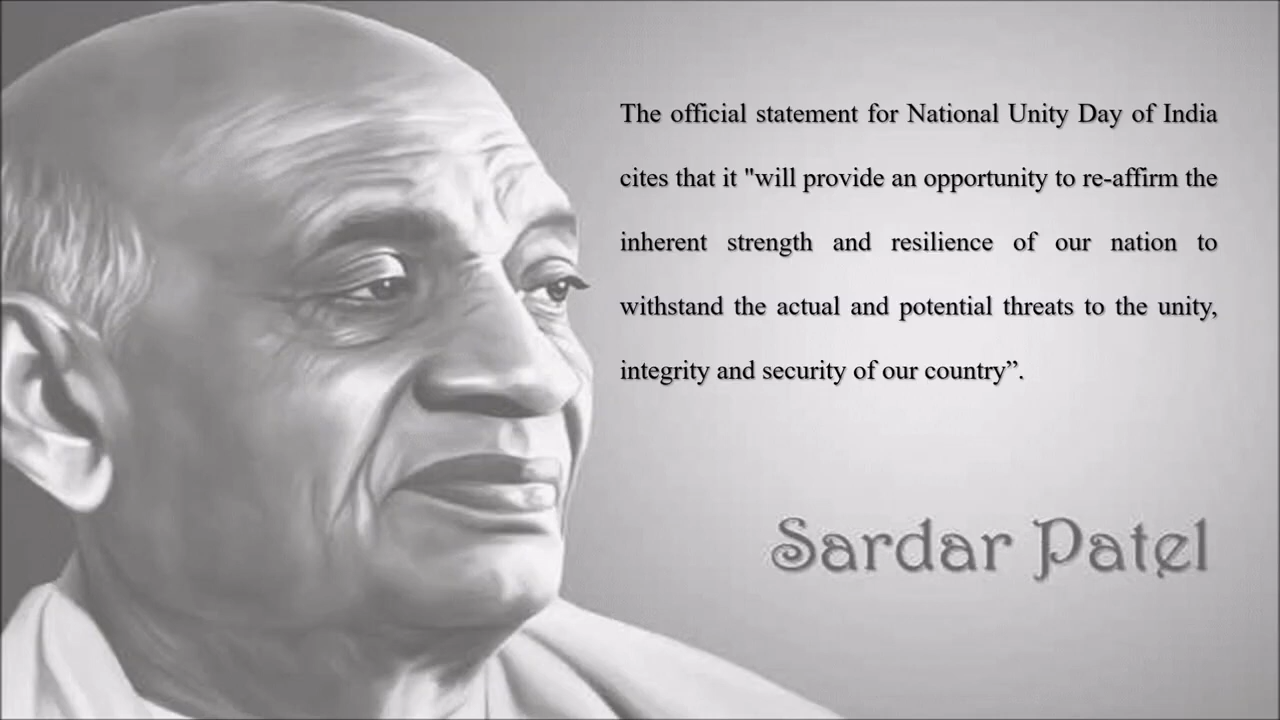 The official statement for National Unity Day of India
cites that it "will provide an opportunity to re-affirm the
inherent strength and resilience of our nation to
withstand the actual and potential threats to the unity,
integrity and security of our country”.
Sardar Patel